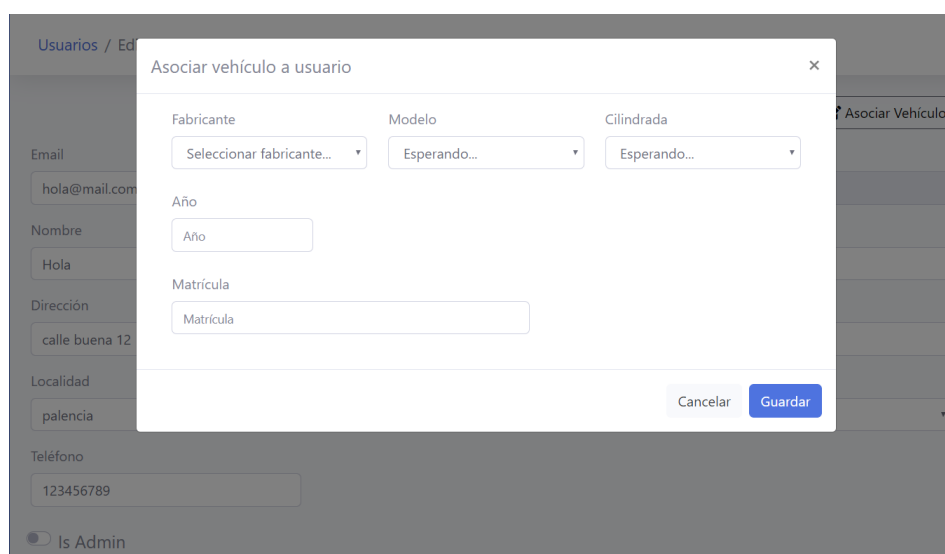 Usuarios / Ed
Asociar vehículo a usuario ×
Asociar Vehículo
Fabricante Modelo Cilindrada
Seleccionar fabricante... Esperando... Esperando...
Email
hola@mail.com
Año
Año
Nombre
Hola
Matrícula
Matrícula
Dirección
calle buena 12
Localidad
palencia
Cancelar Guardar
Teléfono
123456789
Is Admin